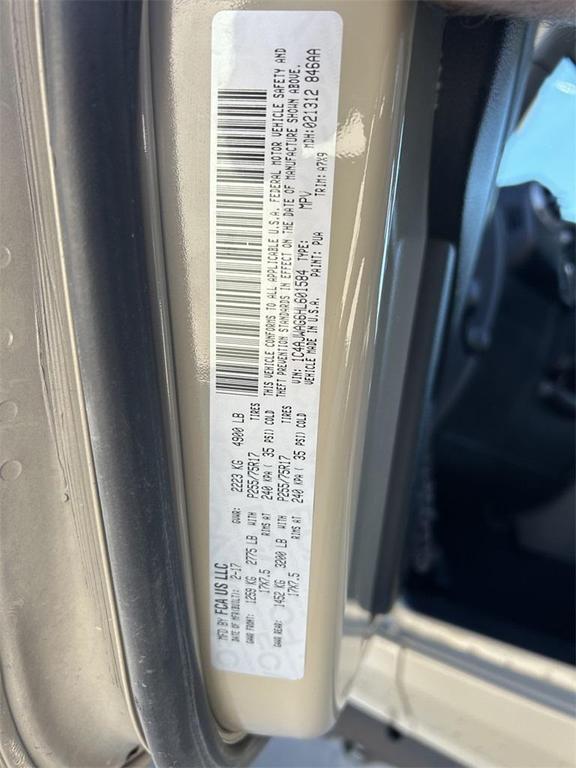 MFD BY: FCA US LLC
DATE OF MFR(BUILT): 2-17 GVWR: 2223 KG 4900 LB
GAWR FRONT: 1259 KG 2775 LB WITH P255/75R17 TIRES
17X7.5 RIMS AT 240 KPA ( 35 PSI) COLD
GAWR REAR: 1452 KG 3200 LB WITH P255/75R17 TIRES
17X7.5 RIMS AT 240 KPA ( 35 PSI) COLD
THIS VEHICLE CONFORMS TO ALL APPLICABLE U.S.A. FEDERAL MOTOR VEHICLE SAFETY AND
THEFT PREVENTION STANDARDS IN EFFECT ON THE DATE OF MANUFACTURE SHOWN ABOVE.
VIN: 1C4AJWAG6HL601584 TYPE: MPV MDH:021312 846AA
VEHICLE MADE IN U.S.A. PAINT: PUA TRIM: A7X9